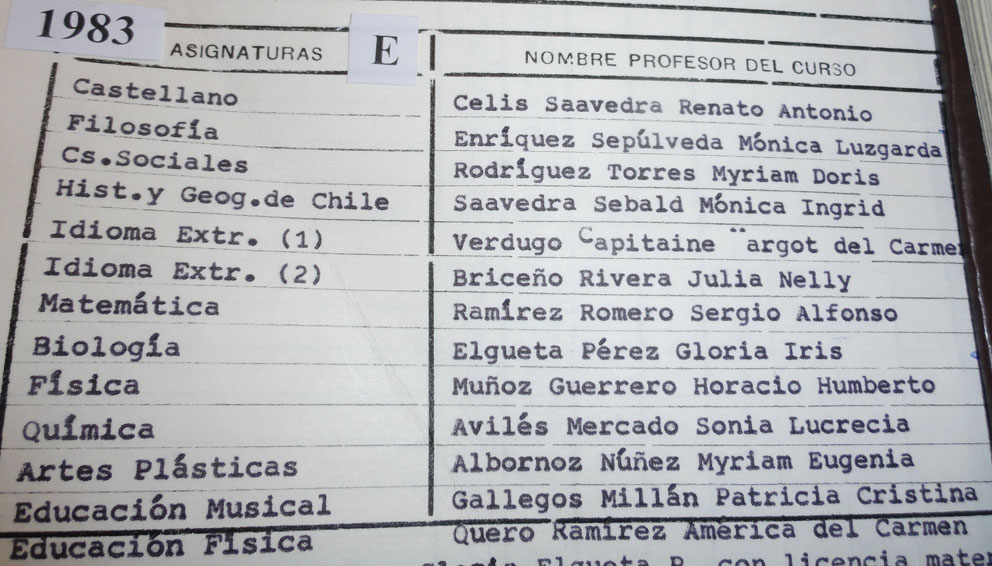 1983
ASIGNATURAS E NOMBRE PROFESOR DEL CURSO
Castellano Celis Saavedra Renato Antonio
Filosofía Enríquez Sepúlveda Mónica Luzgarda
Cs.Sociales Rodríguez Torres Myriam Doris
Hist.y Geog.de Chile Saavedra Sebald Mónica Ingrid
Idioma Extr. (1) Verdugo Capitaine argot del Carmen
Idioma Extr. (2) Briceño Rivera Julia Nelly
Matemática Ramírez Romero Sergio Alfonso
Biología Elgueta Pérez Gloria Iris
Física Muñoz Guerrero Horacio Humberto
Química Avilés Mercado Sonia Lucrecia
Artes Plásticas Albornoz Núñez Myriam Eugenia
Educación Musical Gallegos Millán Patricia Cristina
Educación Física Quero Ramírez América del Carmen
Elgueta P. con licencia mater